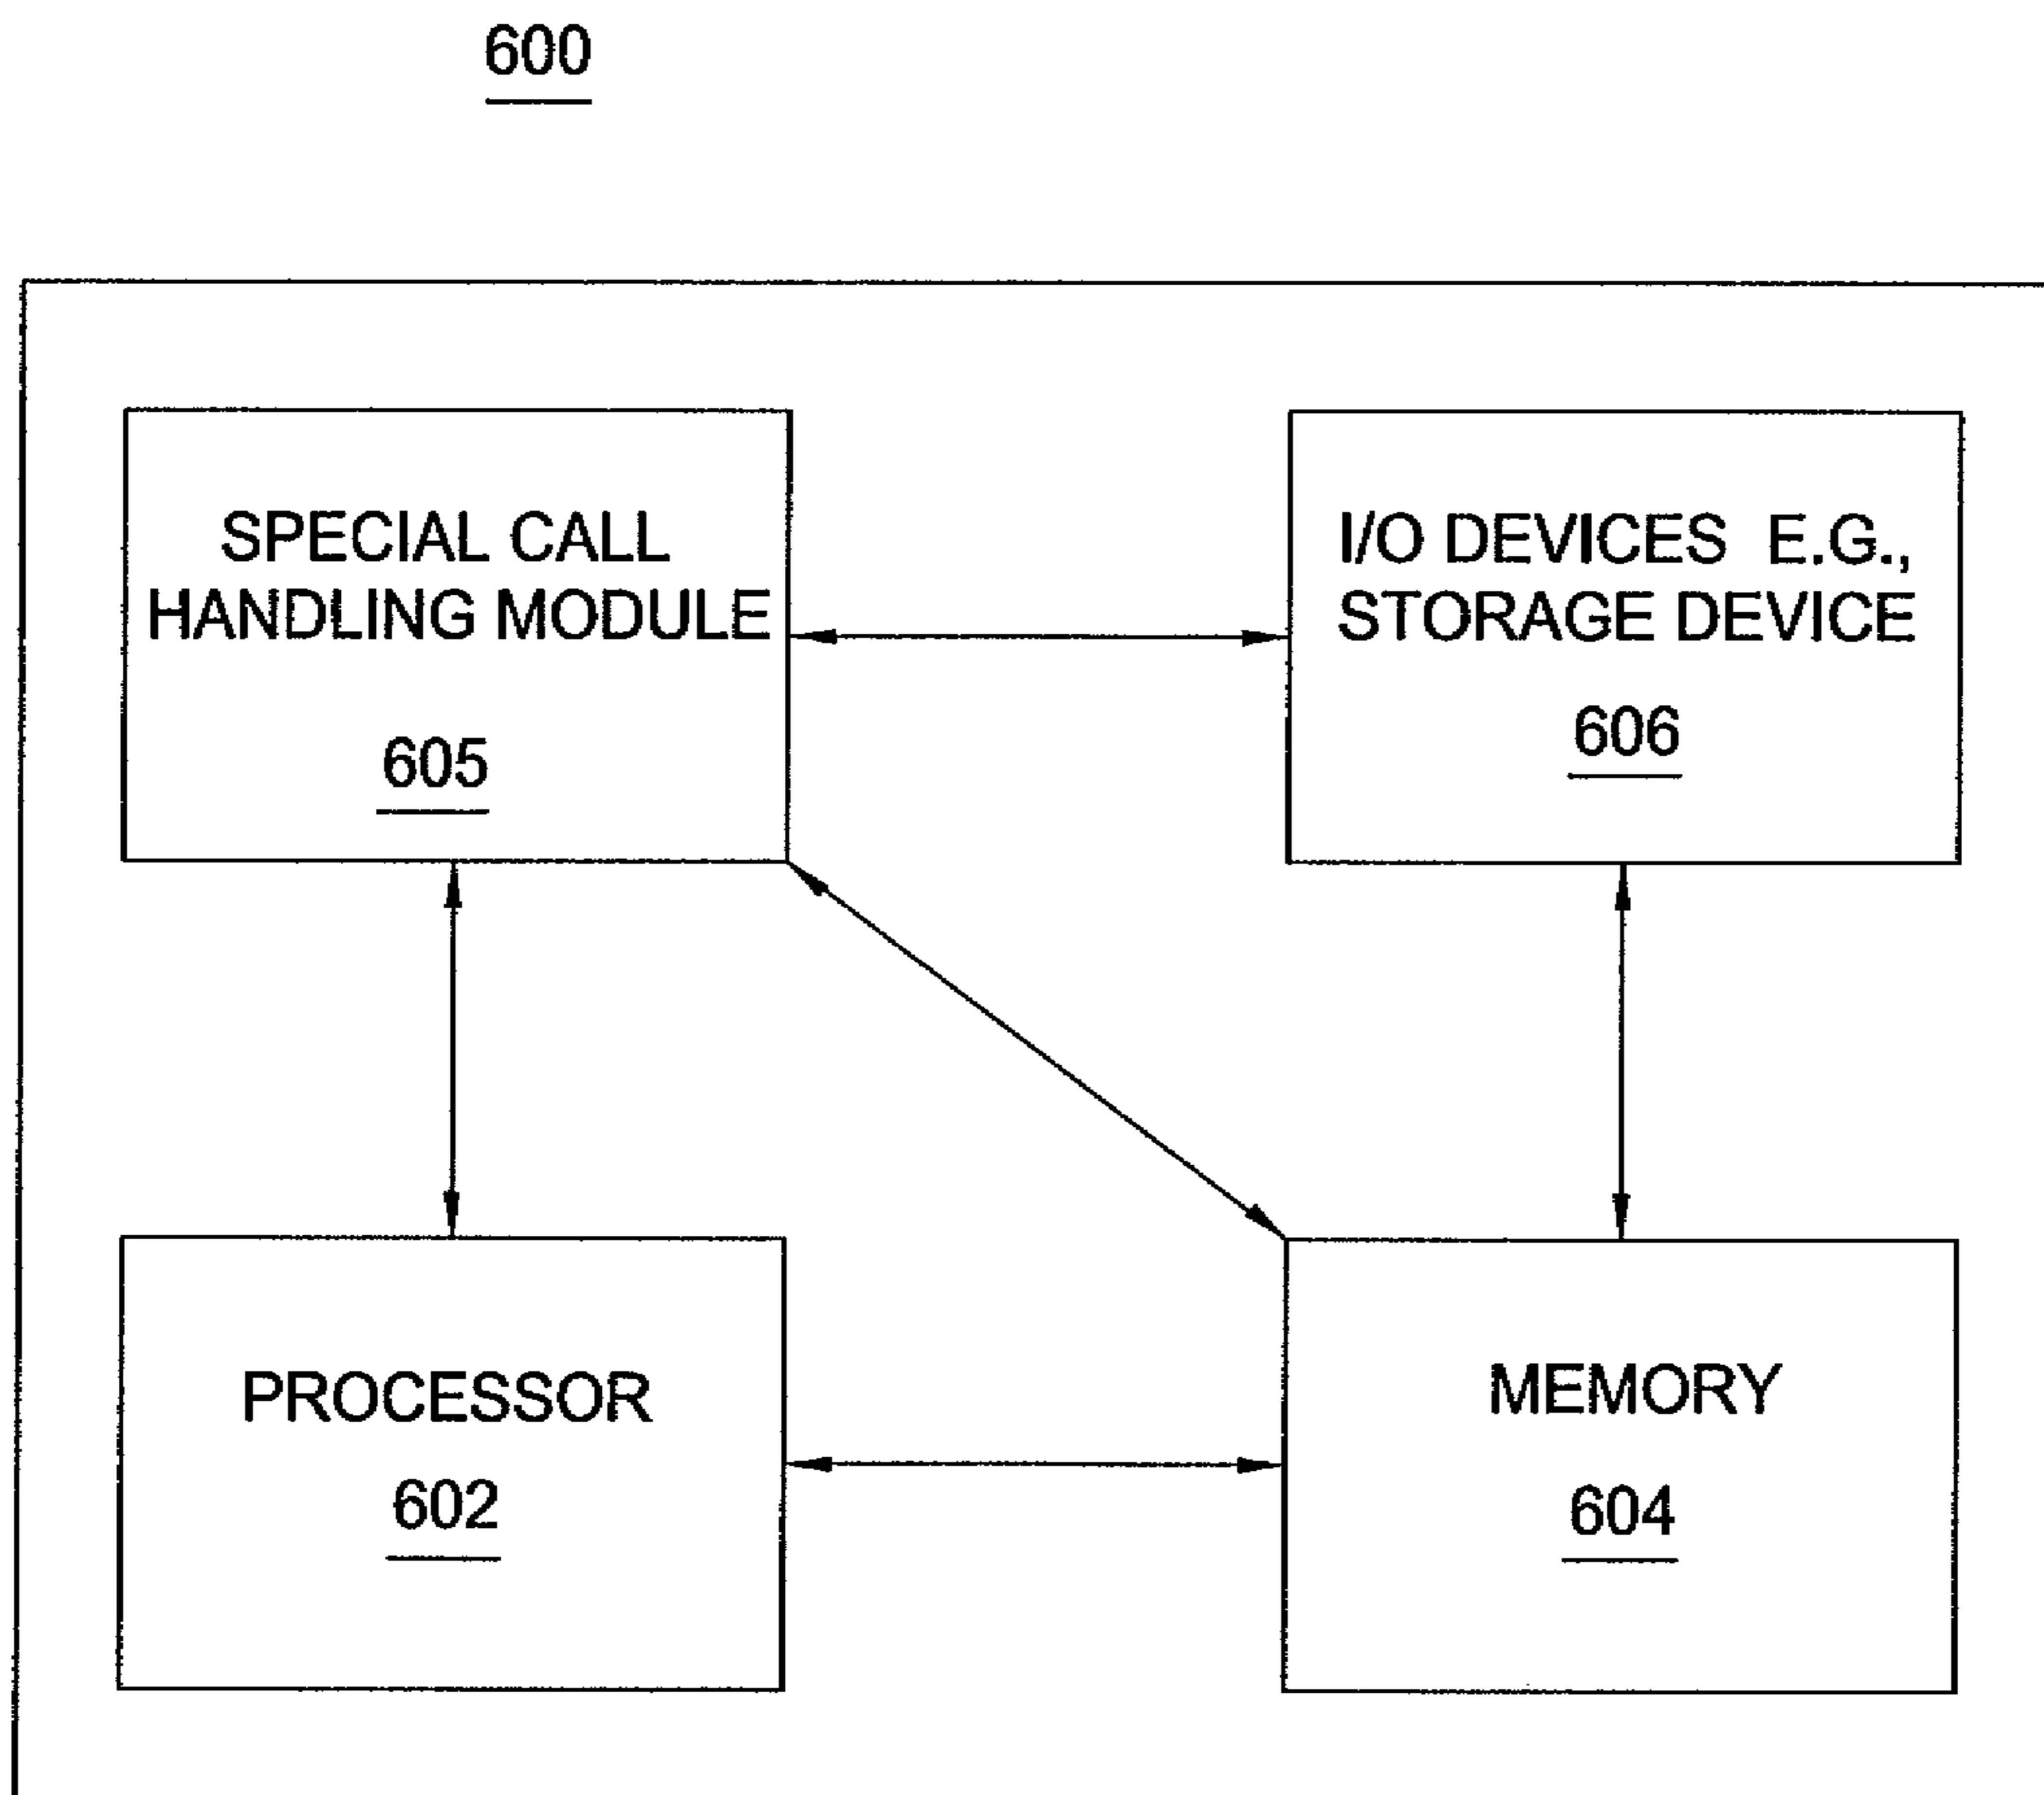 600
SPECIAL CALL
HANDLING MODULE
605
I/O DEVICES E.G.,
STORAGE DEVICE
606
PROCESSOR
602
MEMORY
604